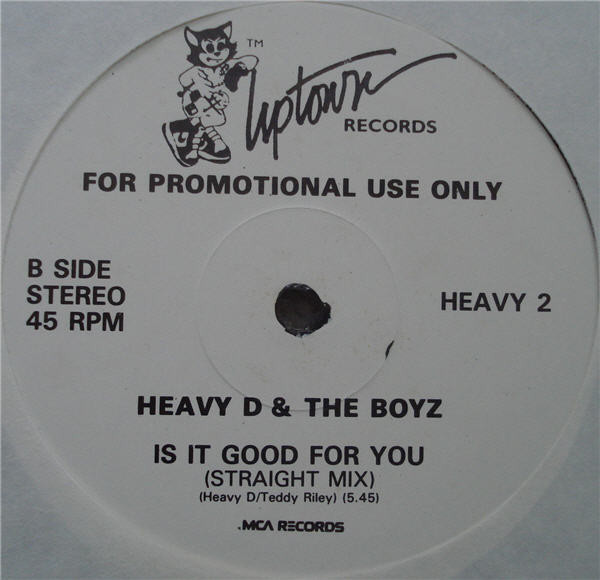 TM
Uptown
RECORDS
FOR PROMOTIONAL USE ONLY
B SIDE
STEREO
45 RPM
HEAVY 2
HEAVY D & THE BOYZ
IS IT GOOD FOR YOU
(STRAIGHT MIX)
(Heavy D/Teddy Riley) (5.45)
.MCA RECORDS